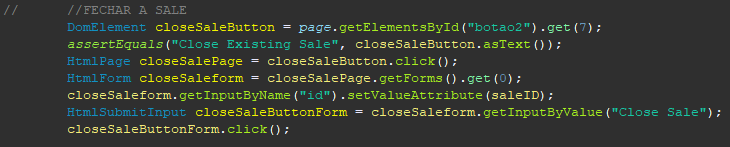 //      //FECHAR A SALE
DomElement closeSaleButton = page.getElementsById("botao2").get(7);
assertEquals("Close Existing Sale", closeSaleButton.asText());
HtmlPage closeSalePage = closeSaleButton.click();
HtmlForm closeSaleform = closeSalePage.getForms().get(0);
closeSaleform.getInputByName("id").setValueAttribute(saleID);
HtmlSubmitInput closeSaleButtonForm = closeSaleform.getInputByValue("Close Sale");
closeSaleButtonForm.click();